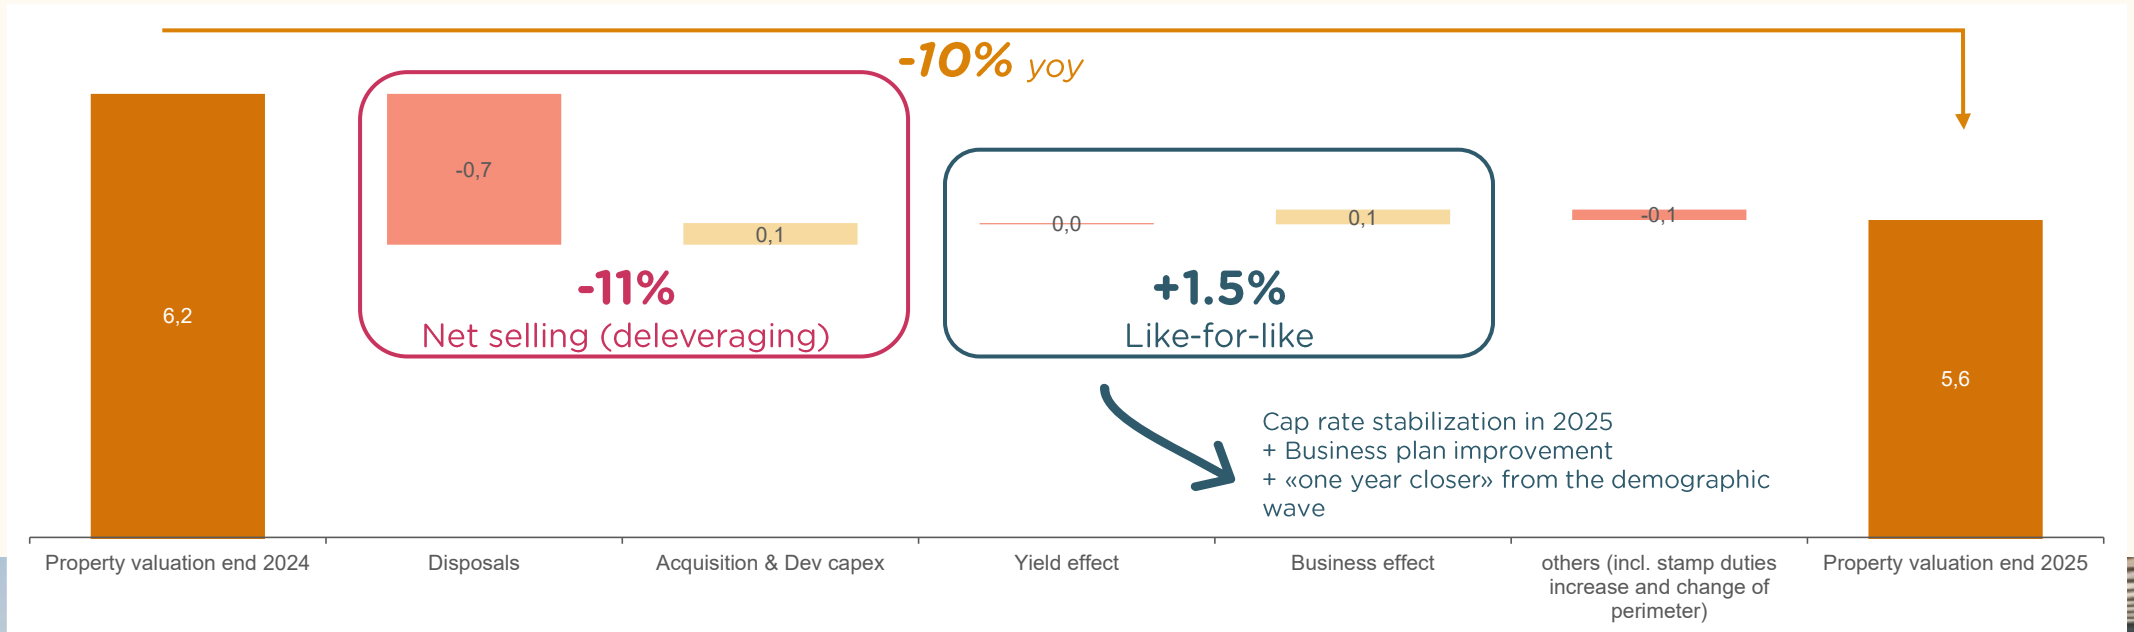 -10% yoy
-0,7
0,1
0,0
0,1
-0,1
6,2
5,6
-11%
Net selling (deleveraging)
+1.5%
Like-for-like
Cap rate stabilization in 2025
+ Business plan improvement
+ «one year closer» from the demographic
wave
Property valuation end 2024
Disposals
Acquisition & Dev capex
Yield effect
Business effect
others (incl. stamp duties
increase and change of
perimeter)
Property valuation end 2025